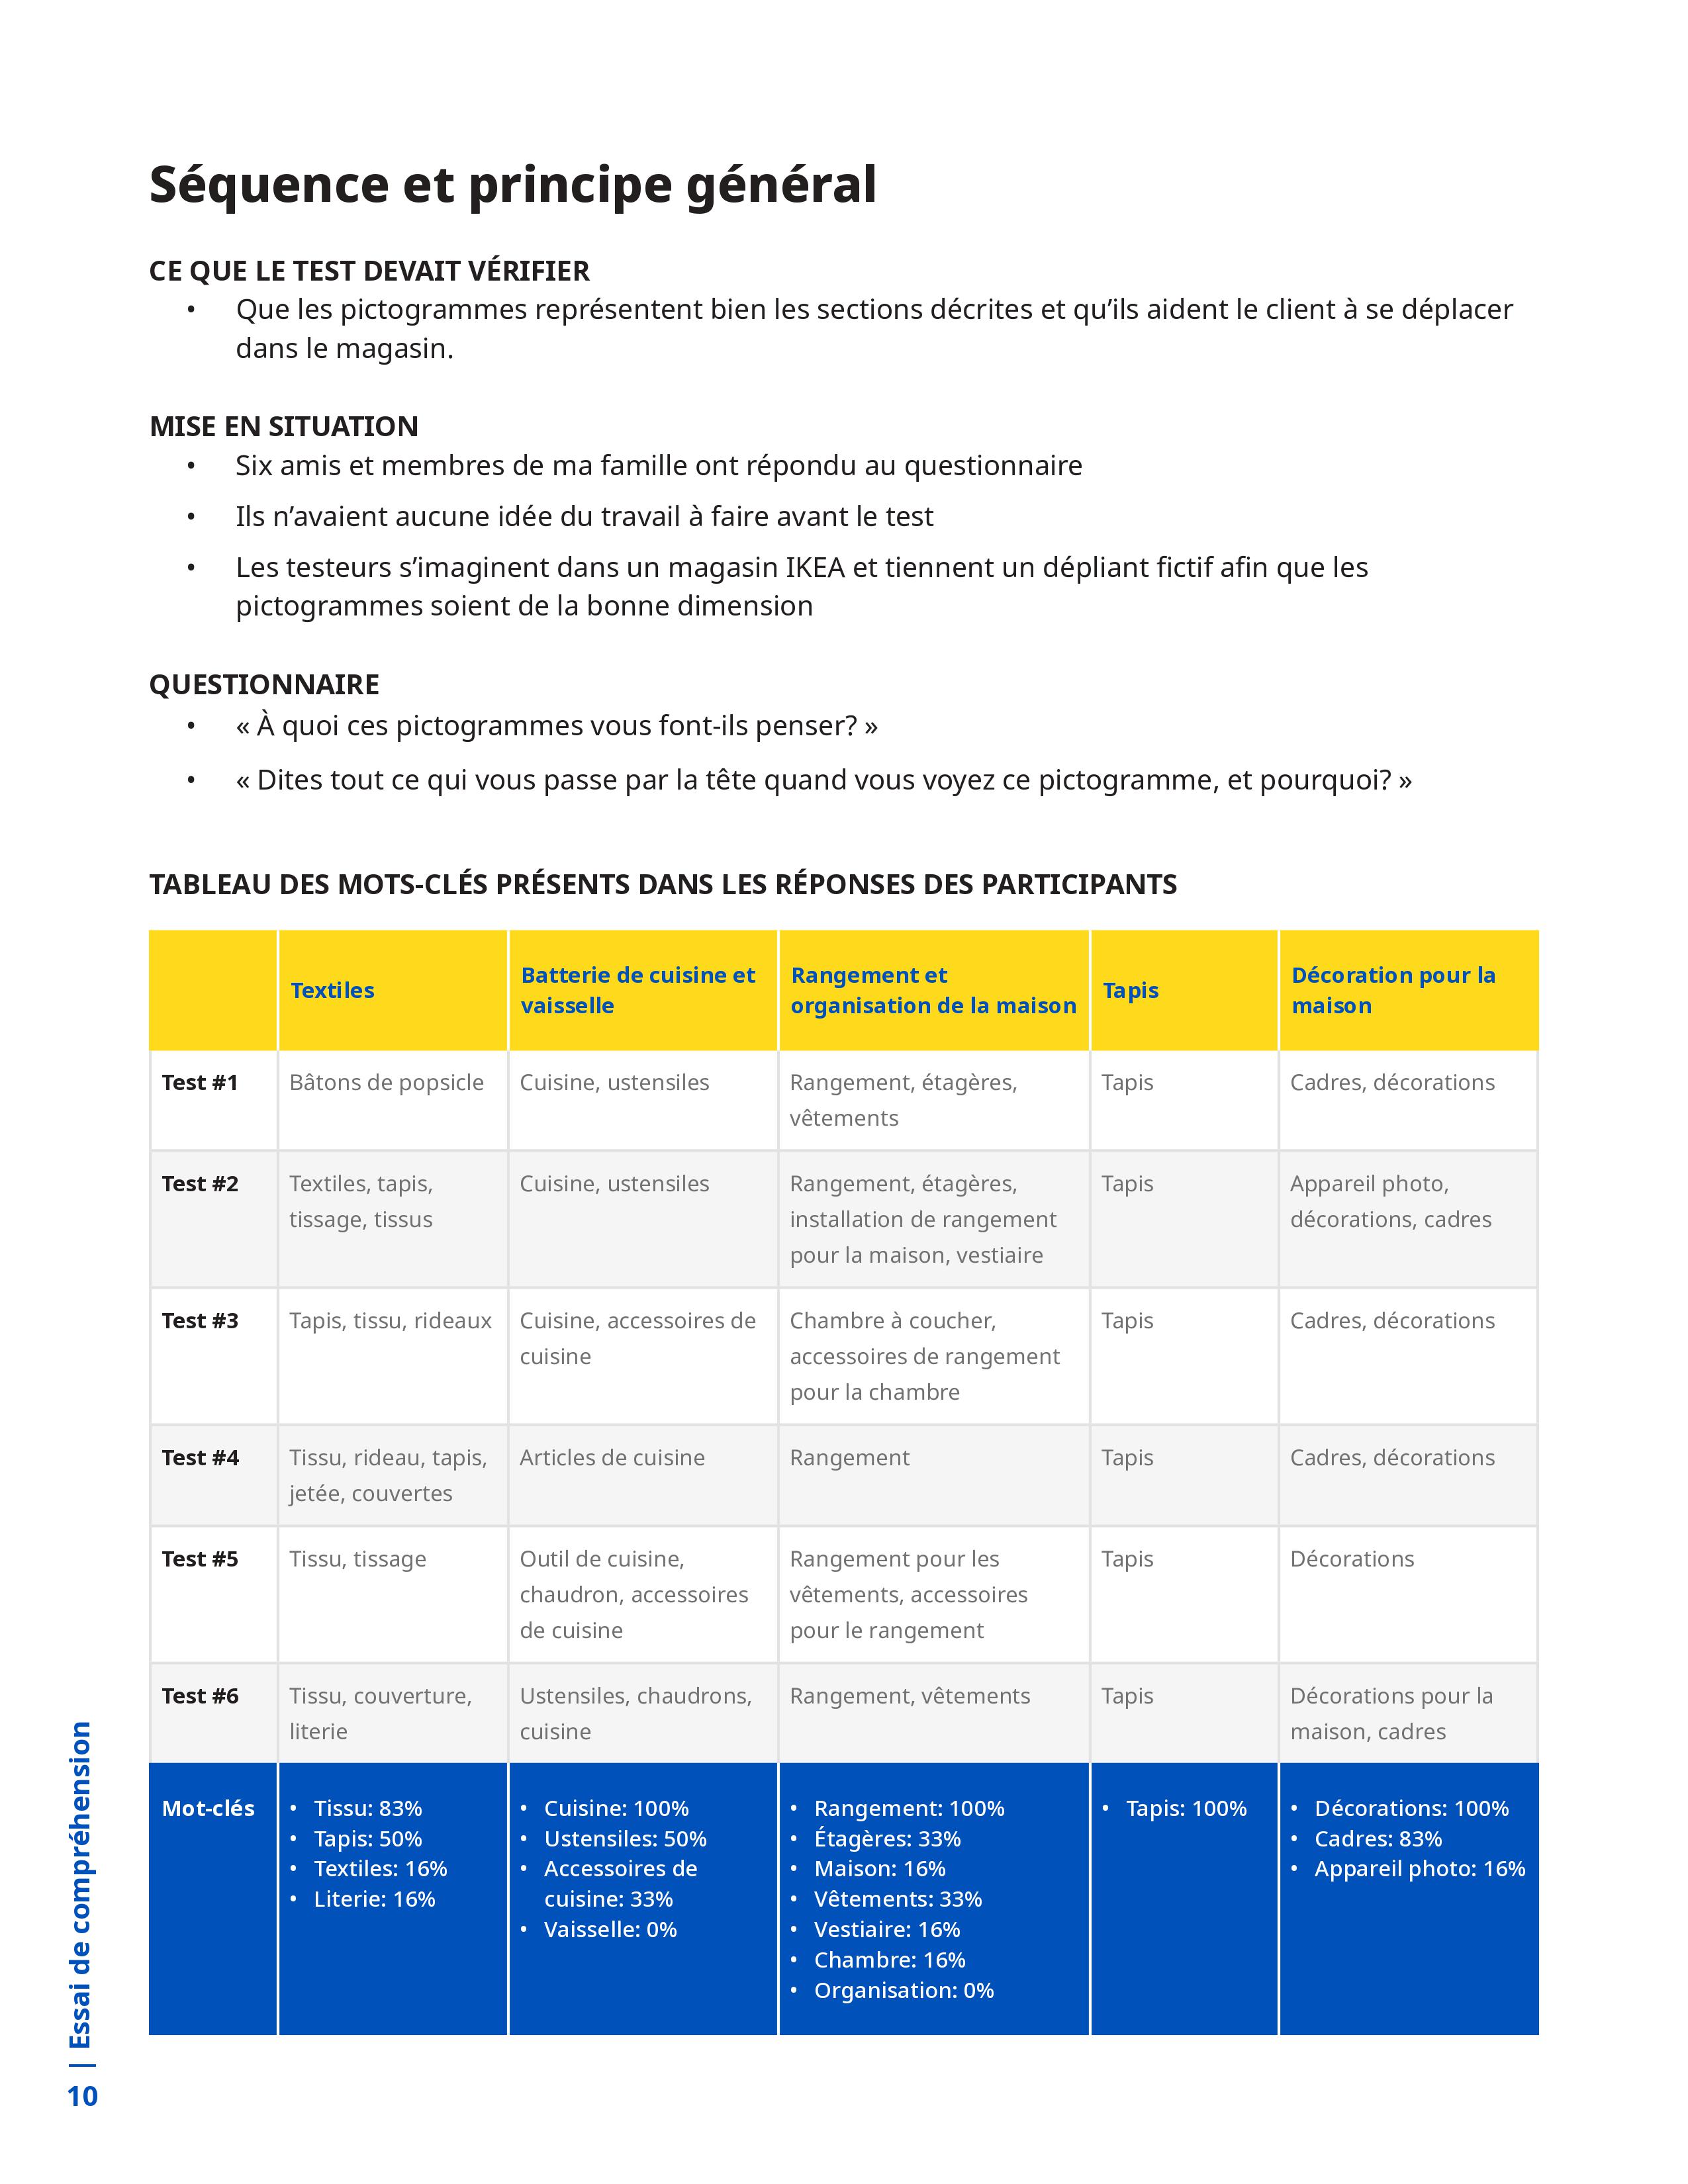 Séquence et principe général
CE QUE LE TEST DEVAIT VÉRIFIER
• Que les pictogrammes représentent bien les sections décrites et qu’ils aident le client à se déplacer
dans le magasin.
MISE EN SITUATION
• Six amis et membres de ma famille ont répondu au questionnaire
• Ils n’avaient aucune idée du travail à faire avant le test
• Les testeurs s’imaginent dans un magasin IKEA et tiennent un dépliant fictif afin que les
pictogrammes soient de la bonne dimension
QUESTIONNAIRE
• « À quoi ces pictogrammes vous font-ils penser? »
• « Dites tout ce qui vous passe par la tête quand vous voyez ce pictogramme, et pourquoi? »
TABLEAU DES MOTS-CLÉS PRÉSENTS DANS LES RÉPONSES DES PARTICIPANTS
Textiles
Batterie de cuisine et
vaisselle
Rangement et
organisation de la maison
Tapis
Décoration pour la
maison
Test #1
Bâtons de popsicle
Cuisine, ustensiles
Rangement, étagères,
vêtements
Tapis
Cadres, décorations
Test #2
Textiles, tapis,
tissage, tissus
Cuisine, ustensiles
Rangement, étagères,
installation de rangement
pour la maison, vestiaire
Tapis
Appareil photo,
décorations, cadres
Test #3
Tapis, tissu, rideaux
Cuisine, accessoires de
cuisine
Chambre à coucher,
accessoires de rangement
pour la chambre
Tapis
Cadres, décorations
Test #4
Tissu, rideau, tapis,
jetée, couvertes
Articles de cuisine
Rangement
Tapis
Cadres, décorations
Test #5
Tissu, tissage
Outil de cuisine,
chaudron, accessoires
de cuisine
Rangement pour les
vêtements, accessoires
pour le rangement
Tapis
Décorations
Test #6
Tissu, couverture,
literie
Ustensiles, chaudrons,
cuisine
Rangement, vêtements
Tapis
Décorations pour la
maison, cadres
Mot-clés
• Tissu: 83%
• Tapis: 50%
• Textiles: 16%
• Literie: 16%
• Cuisine: 100%
• Ustensiles: 50%
• Accessoires de
cuisine: 33%
• Vaisselle: 0%
• Rangement: 100%
• Étagères: 33%
• Maison: 16%
• Vêtements: 33%
• Vestiaire: 16%
• Chambre: 16%
• Organisation: 0%
• Tapis: 100%
• Décorations: 100%
• Cadres: 83%
• Appareil photo: 16%
10 | Essai de compréhension